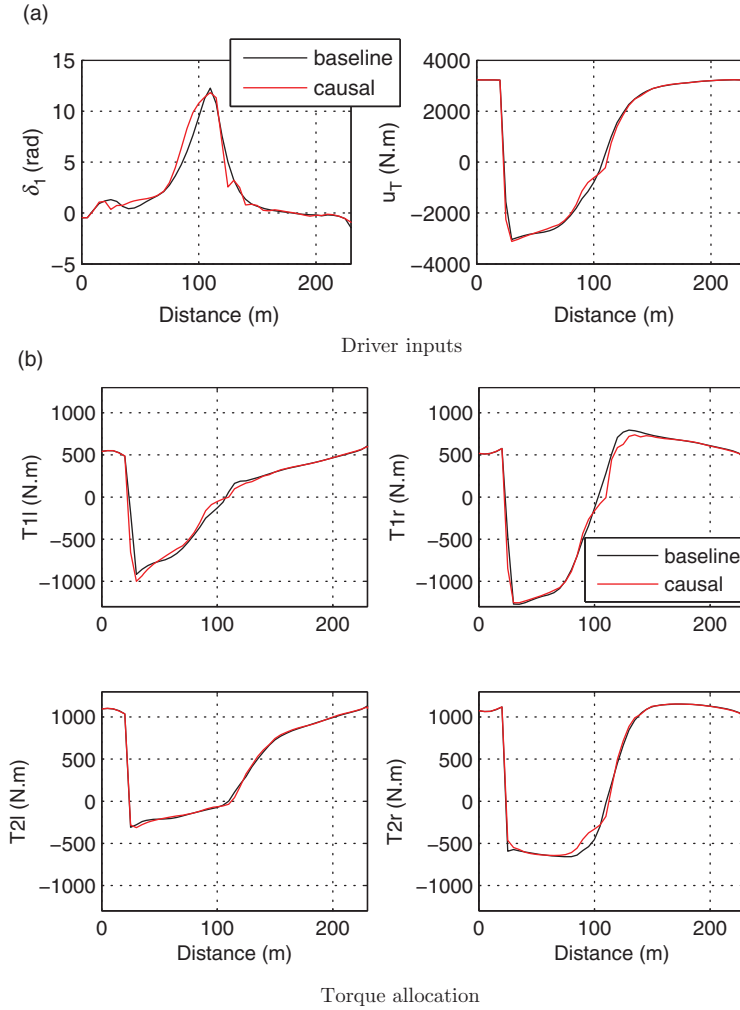 (a)
15
10
5
0
−5
δ1 (rad)
0
100
200
Distance (m)
baseline
causal
4000
2000
0
−2000
−4000
uT (N.m)
0
100
200
Distance (m)
Driver inputs
(b)
1000
500
0
−500
−1000
T1l (N.m)
0
100
200
1000
500
0
−500
−1000
T1r (N.m)
0
100
200
baseline
causal
1000
500
0
−500
−1000
T2l (N.m)
0
100
200
Distance (m)
1000
500
0
−500
−1000
T2r (N.m)
0
100
200
Distance (m)
Torque allocation